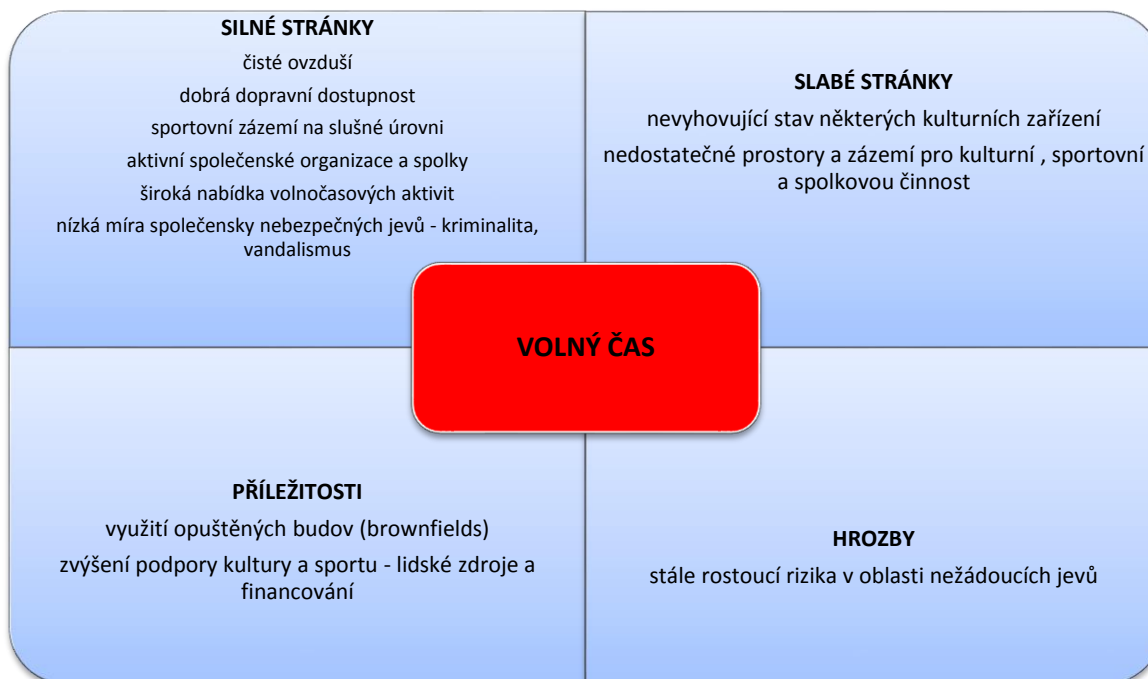 SILNÉ STRÁNKY
čisté ovzduší
dobrá dopravní dostupnost
sportovní zázemí na slušné úrovni
aktivní společenské organizace a spolky
široká nabídka volnočasových aktivit
nízká míra společensky nebezpečných jevů - kriminalita,
vandalismus
SLABÉ STRÁNKY
nevyhovující stav některých kulturních zařízení
nedostatečné prostory a zázemí pro kulturní , sportovní
a spolkovou činnost
VOLNÝ ČAS
PŘÍLEŽITOSTI
využití opuštěných budov (brownfields)
zvýšení podpory kultury a sportu - lidské zdroje a
financování
HROZBY
stále rostoucí rizika v oblasti nežádoucích jevů